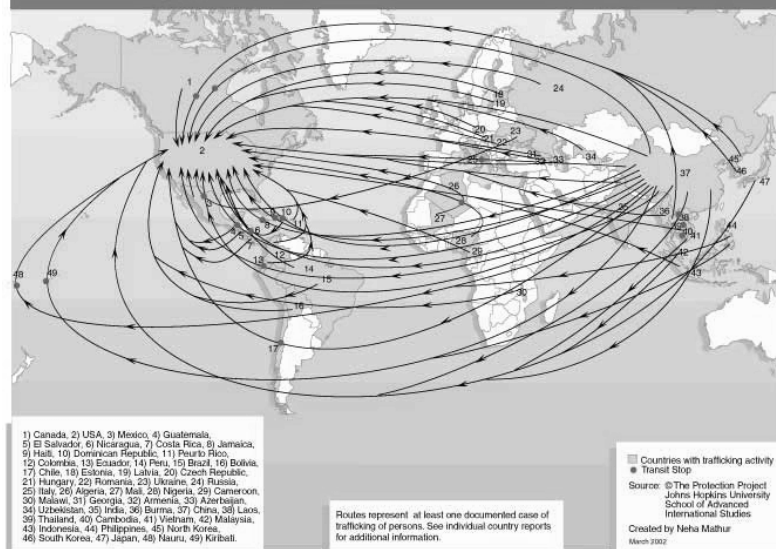 1
2
3
4
5
6
7
8
9
10
11
12
13
14
15
16
17
18
19
20
21
22
23
24
25
26
27
28
29
30
31
32
33
34
35
36
37
38
39
40
41
42
43
44
45
46
47
48
49
1) Canada, 2) USA, 3) Mexico, 4) Guatemala,
5) El Salvador, 6) Nicaragua, 7) Costa Rica, 8) Jamaica,
9) Haiti, 10) Dominican Republic, 11) Peurto Rico,
12) Colombia, 13) Ecuador, 14) Peru, 15) Brazil, 16) Bolivia,
17) Chile, 18) Estonia, 19) Latvia, 20) Czech Republic,
21) Hungary, 22) Romania, 23) Ukraine, 24) Russia,
25) Italy, 26) Algeria, 27) Mali, 28) Nigeria, 29) Cameroon,
30) Malawi, 31) Georgia, 32) Armenia, 33) Azerbaijan,
34) Uzbekistan, 35) India, 36) Burma, 37) China, 38) Laos,
39) Thailand, 40) Cambodia, 41) Vietnam, 42) Malaysia,
43) Indonesia, 44) Philippines, 45) North Korea,
46) South Korea, 47) Japan, 48) Nauru, 49) Kiribati.
Routes represent at least one documented case of
trafficking of persons. See individual country reports
for additional information.
Countries with trafficking activity
Transit Stop
Source: ©The Protection Project
Johns Hopkins University
School of Advanced
International Studies
Created by Neha Mathur
March 2002